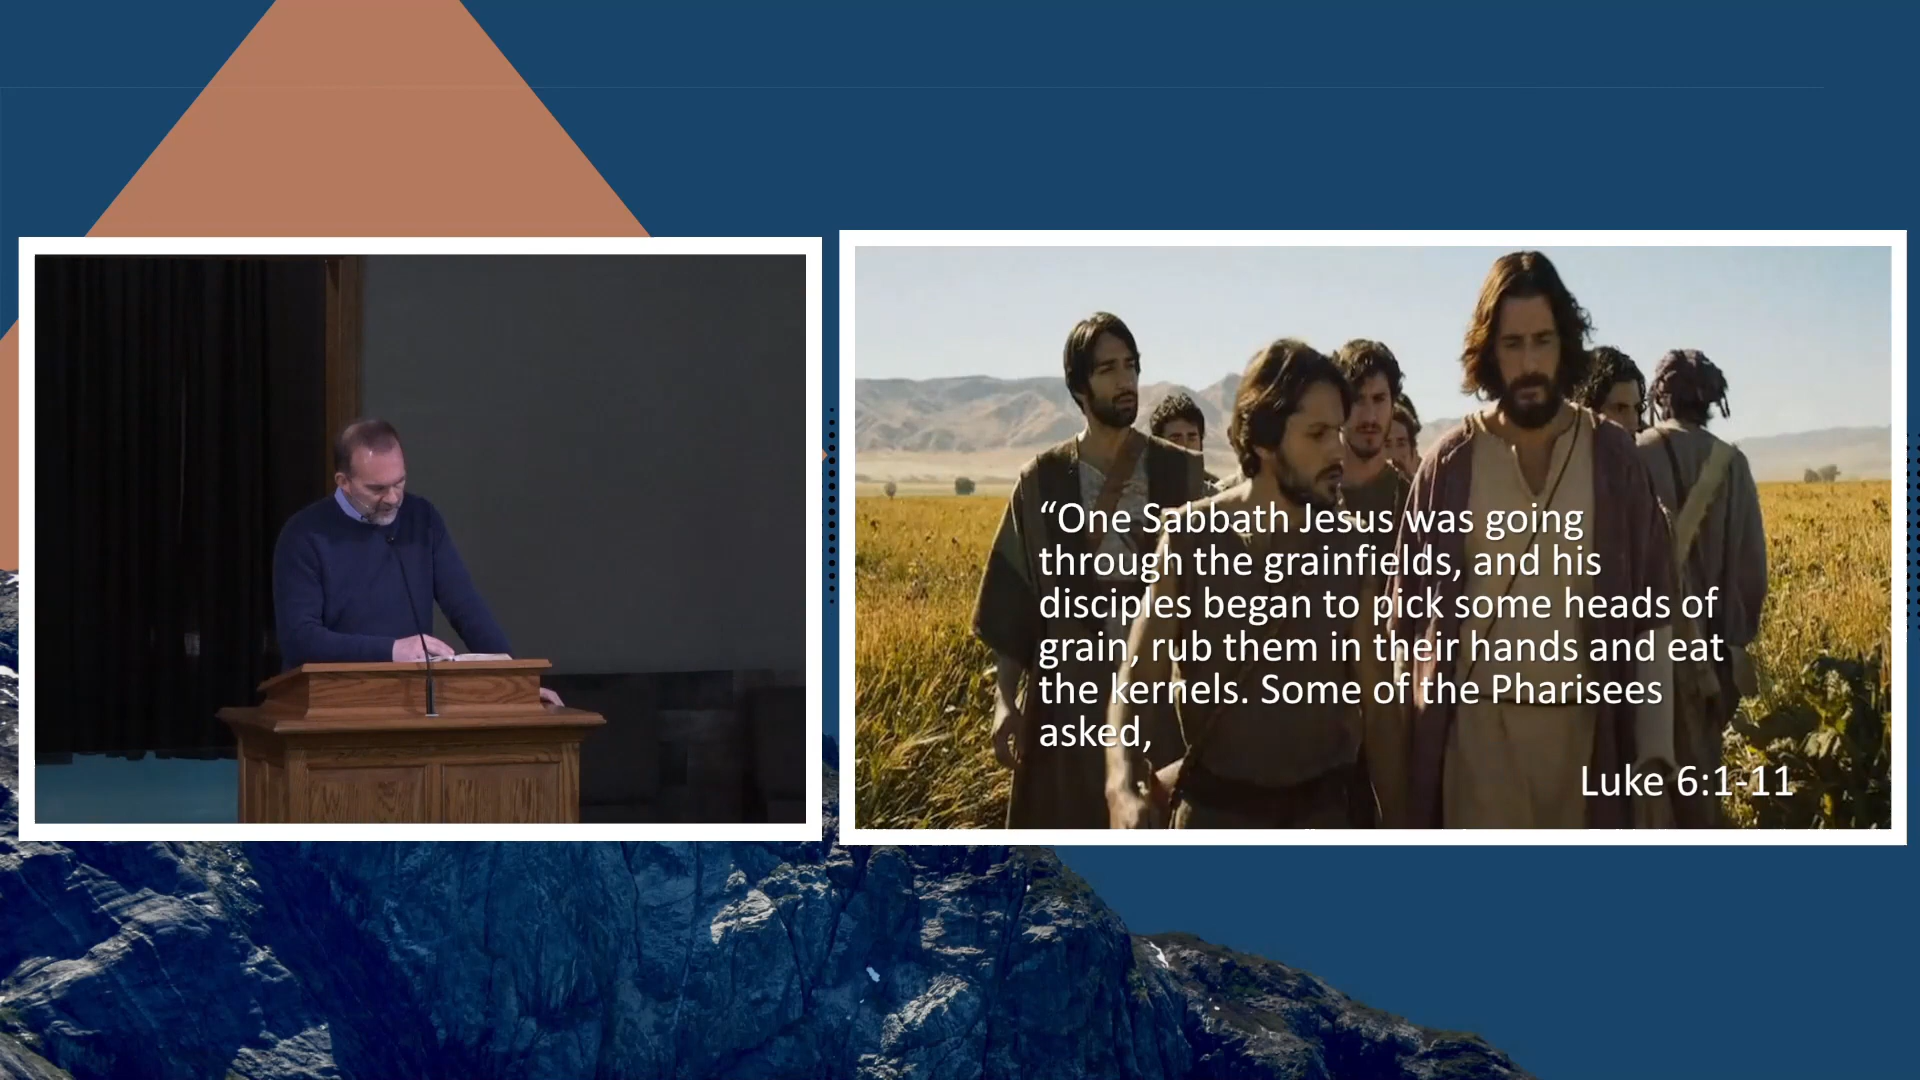 “One Sabbath Jesus was going
through the grainfields, and his
disciples began to pick some heads of
grain, rub them in their hands and eat
the kernels. Some of the Pharisees
asked,
Luke 6:1-11